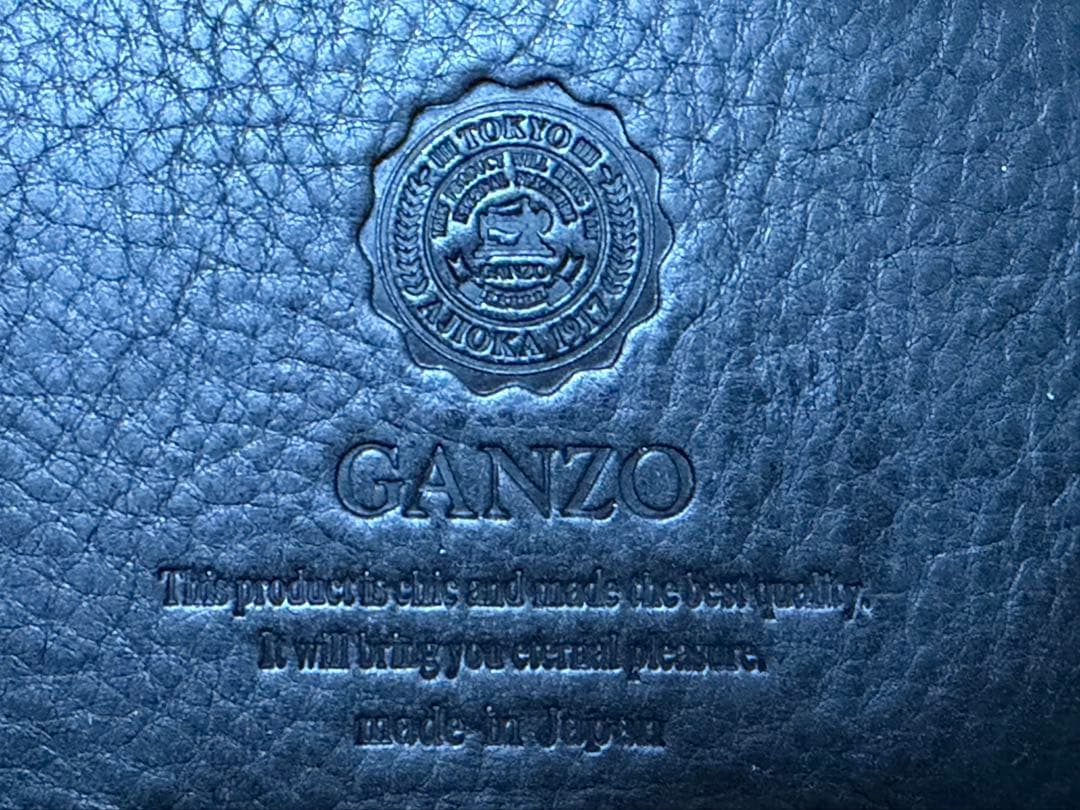 TOKYO
GANZO
AJIOKA 1917
GANZO
This product is chic and made the best quality.
It will bring you eternal pleasure.
made in Japan